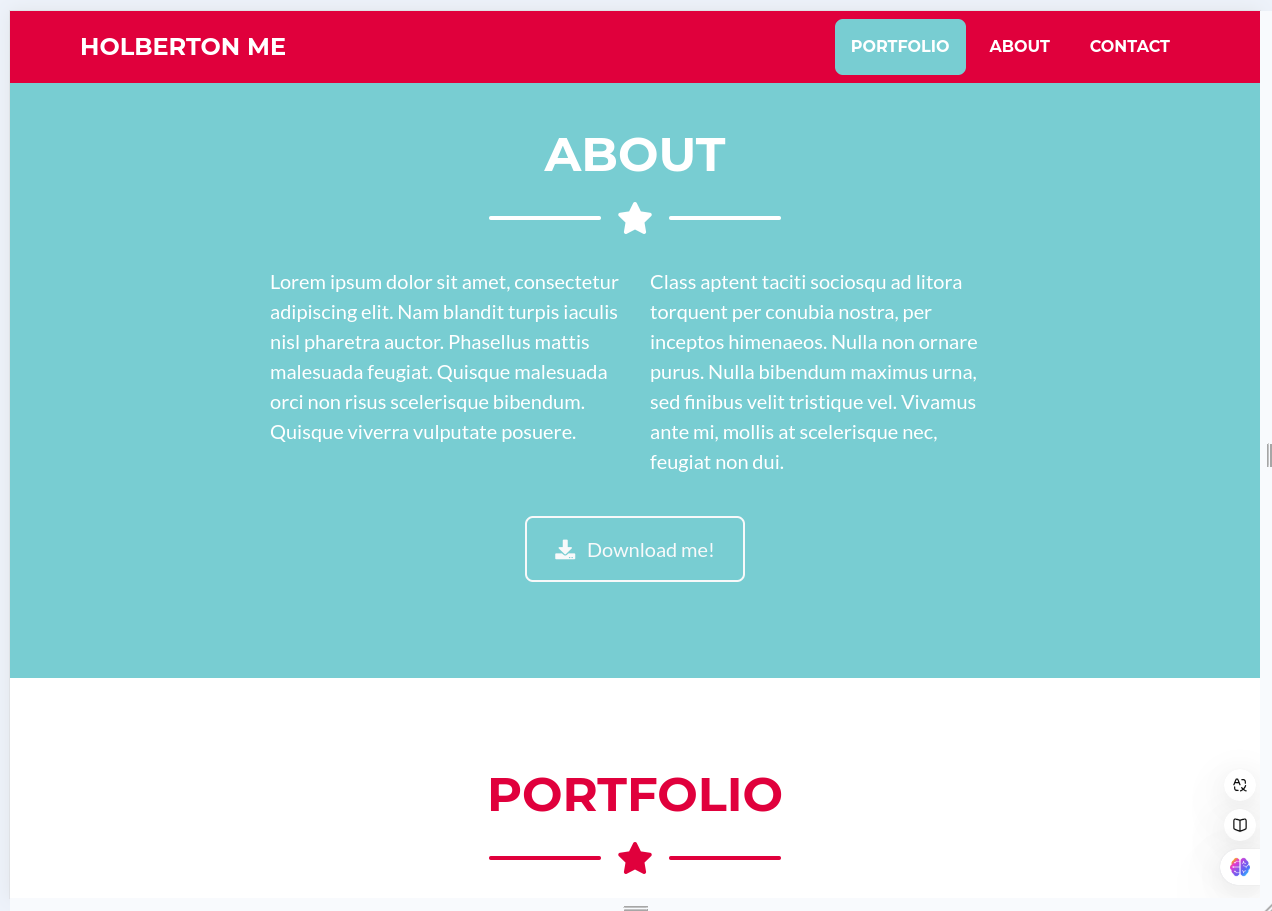 HOLBERTON ME
PORTFOLIO
ABOUT
CONTACT
ABOUT
Lorem ipsum dolor sit amet, consectetur
adipiscing elit. Nam blandit turpis iaculis
nisl pharetra auctor. Phasellus mattis
malesuada feugiat. Quisque malesuada
orci non risus scelerisque bibendum.
Quisque viverra vulputate posuere.
Class aptent taciti sociosqu ad litora
torquent per conubia nostra, per
inceptos himenaeos. Nulla non ornare
purus. Nulla bibendum maximus urna,
sed finibus velit tristique vel. Vivamus
ante mi, mollis at scelerisque nec,
feugiat non dui.
Download me!
PORTFOLIO